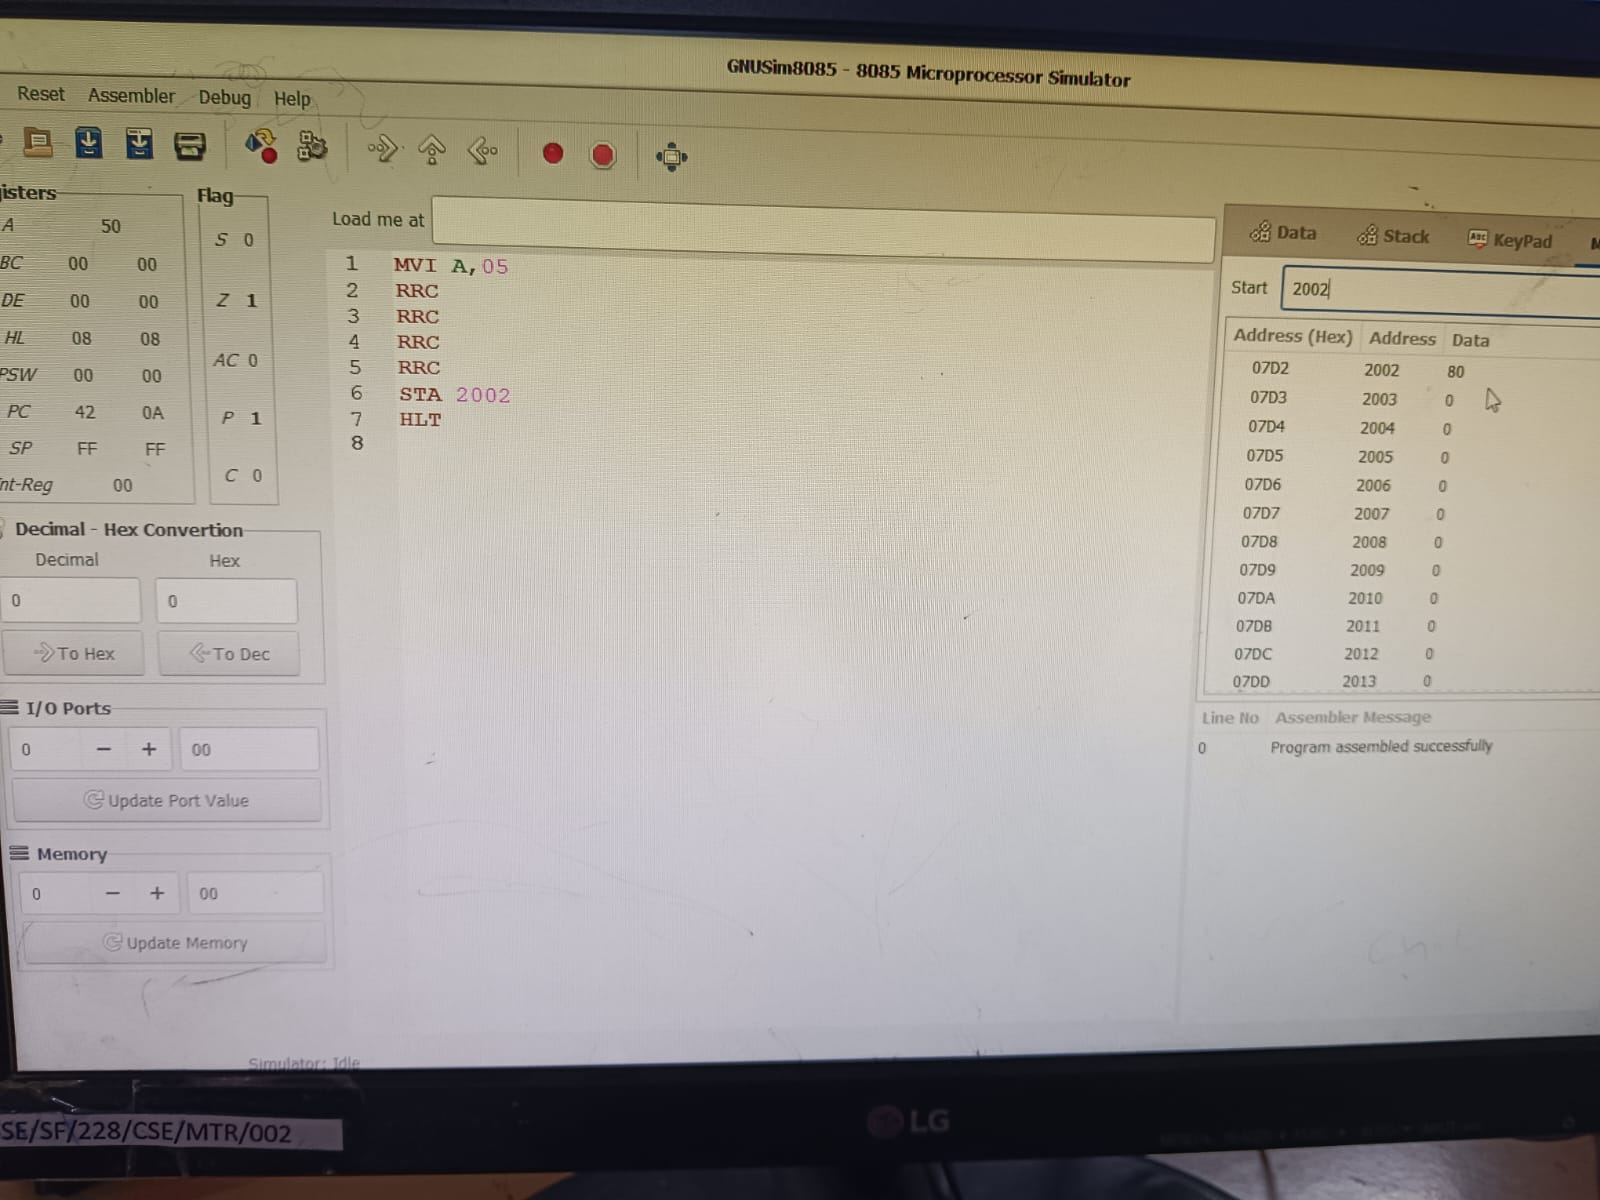 GNUSim8085 - 8085 Microprocessor Simulator
Reset Assembler Debug Help
isters
A 50
BC 00 00
DE 00 00
HL 08 08
PSW 00 00
PC 42 0A
SP FF FF
nt-Reg 00
Flag
S 0
Z 1
AC 0
P 1
C 0
Decimal - Hex Convertion
Decimal Hex
0 0
To Hex To Dec
I/O Ports
0 - + 00
Update Port Value
Memory
0 - + 00
Update Memory
Load me at
1 MVI A,05
2 RRC
3 RRC
4 RRC
5 RRC
6 STA 2002
7 HLT
8
Data Stack ABC KeyPad
Start 2002
Address (Hex) Address Data
07D2 2002 80
07D3 2003 0
07D4 2004 0
07D5 2005 0
07D6 2006 0
07D7 2007 0
07D8 2008 0
07D9 2009 0
07DA 2010 0
07DB 2011 0
07DC 2012 0
07DD 2013 0
Line No Assembler Message
0 Program assembled successfully
Simulator: Idle
SE/SF/228/CSE/MTR/002
LG